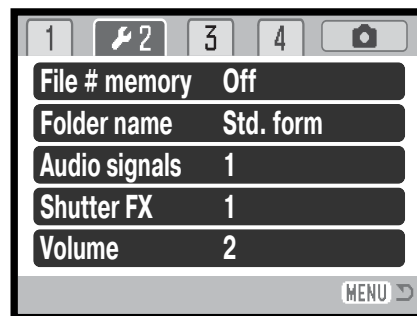 1 2 3 4
File # memory Off
Folder name Std. form
Audio signals 1
Shutter FX 1
Volume 2
MENU